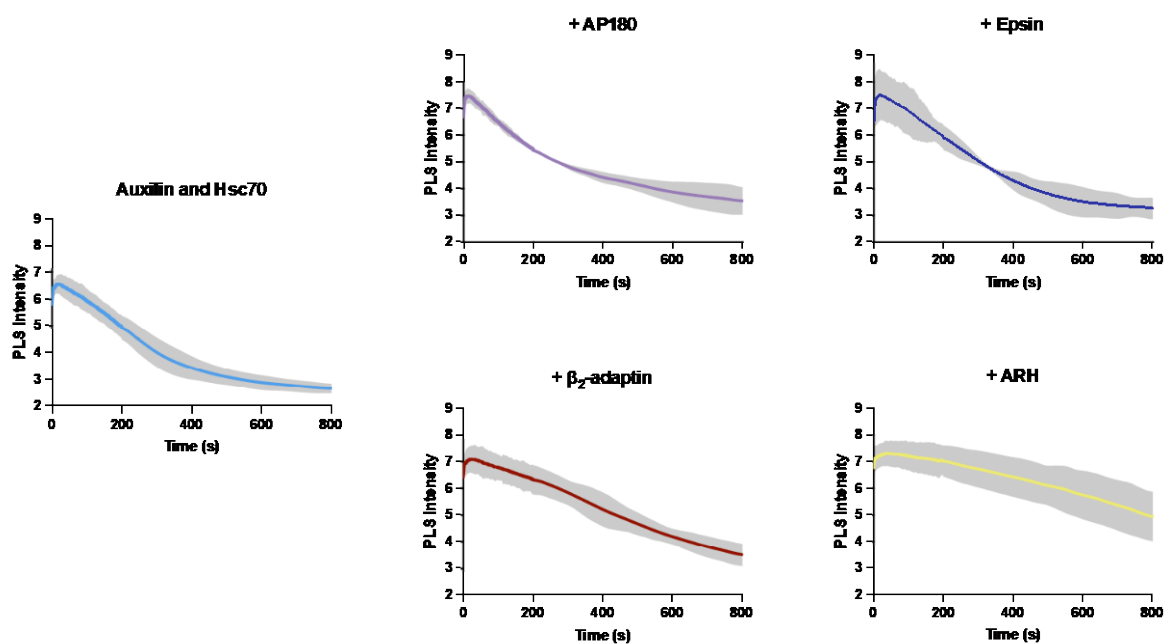 Auxilin and Hsc70
9
8
7
6
5
4
3
2
PLS Intensity
0 200 400 600 800
Time (s)
+ AP180
9
8
7
6
5
4
3
2
PLS Intensity
0 200 400 600 800
Time (s)
+ Epsin
9
8
7
6
5
4
3
2
PLS Intensity
0 200 400 600 800
Time (s)
+ β₂-adaptin
9
8
7
6
5
4
3
2
PLS Intensity
0 200 400 600 800
Time (s)
+ ARH
9
8
7
6
5
4
3
2
PLS Intensity
0 200 400 600 800
Time (s)